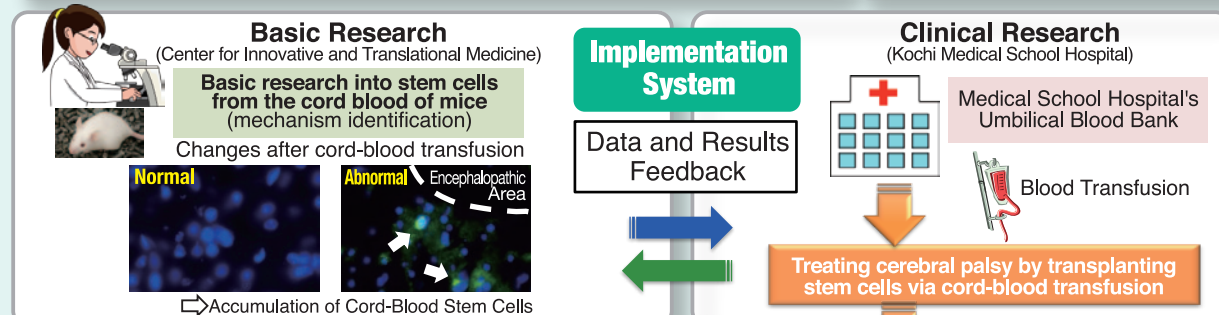 Basic Research
(Center for Innovative and Translational Medicine)
Basic research into stem cells
from the cord blood of mice
(mechanism identification)
Changes after cord-blood transfusion
Normal
Abnormal
Encephalopathic
Area
Accumulation of Cord-Blood Stem Cells
Implementation
System
Data and Results
Feedback
Clinical Research
(Kochi Medical School Hospital)
Medical School Hospital's
Umbilical Blood Bank
Blood Transfusion
Treating cerebral palsy by transplanting
stem cells via cord-blood transfusion